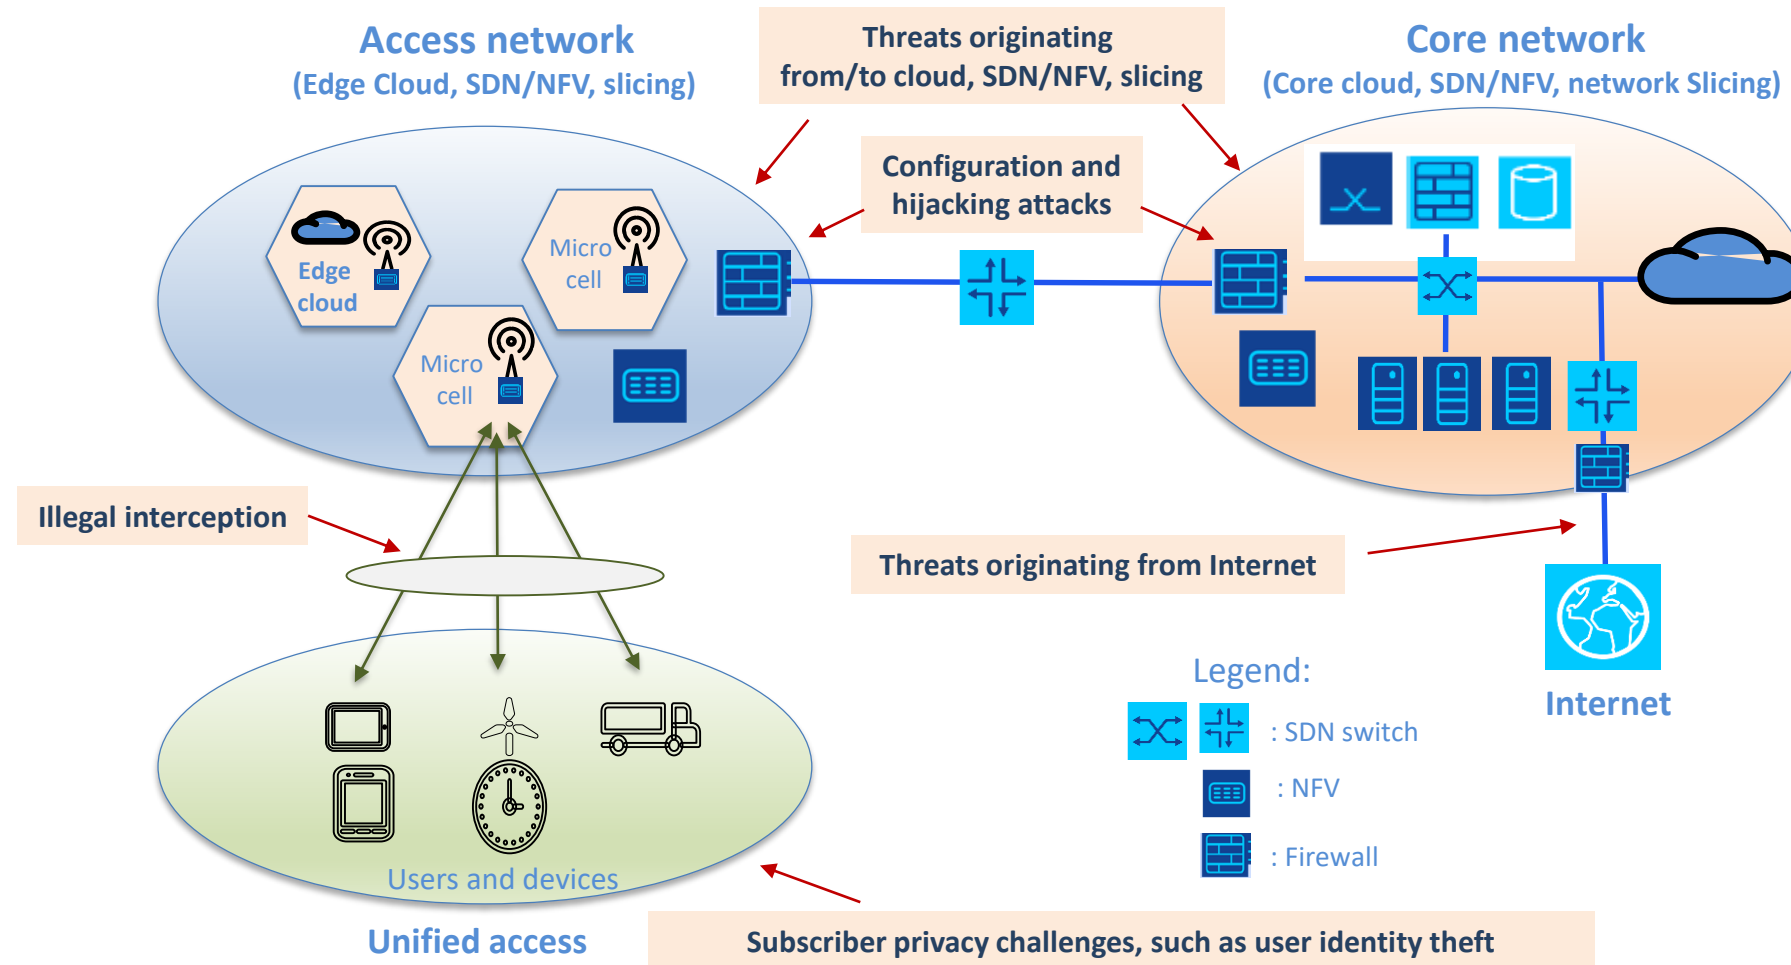 Access network
(Edge Cloud, SDN/NFV, slicing)
Threats originating
from/to cloud, SDN/NFV, slicing
Core network
(Core cloud, SDN/NFV, network Slicing)
Configuration and
hijacking attacks
Edge
cloud
Micro
cell
Micro
cell
Illegal interception
Threats originating from Internet
Internet
Legend:
: SDN switch
: NFV
: Firewall
Users and devices
Unified access
Subscriber privacy challenges, such as user identity theft